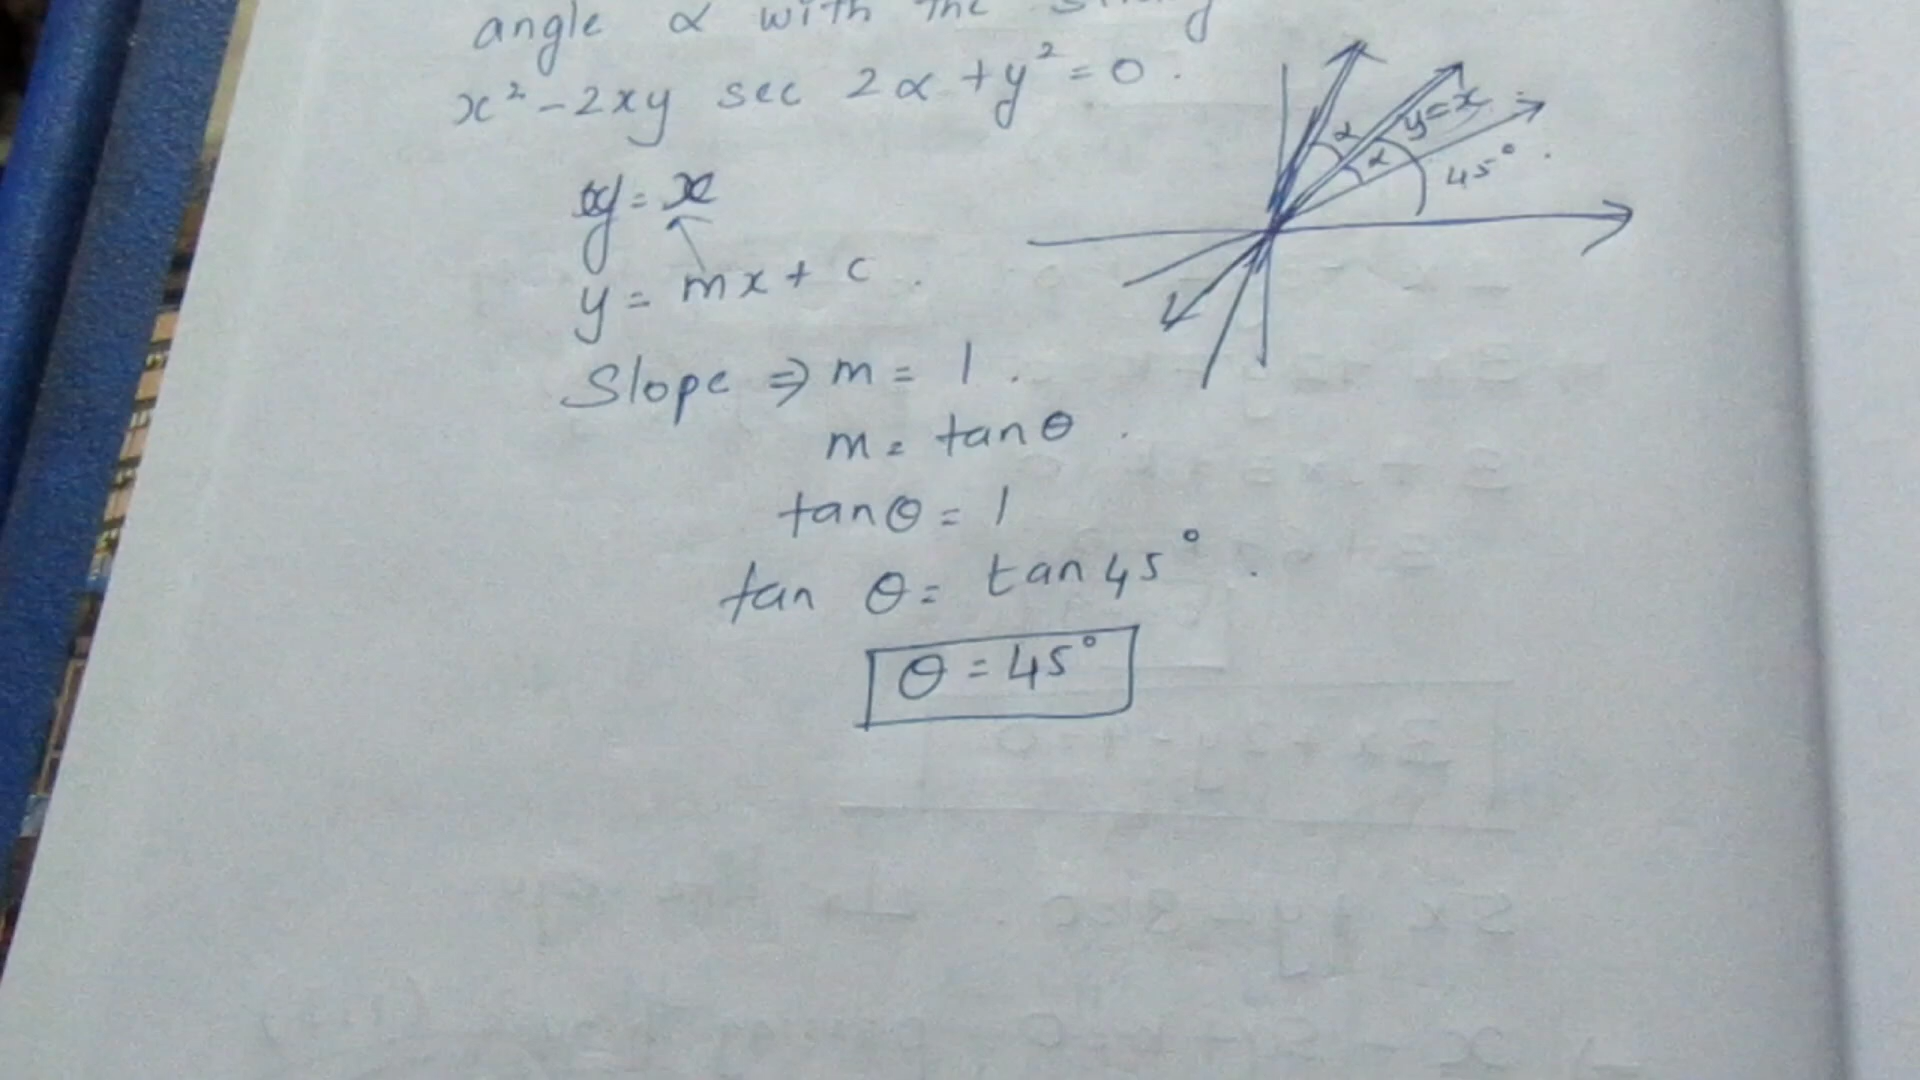 angle α with the
x² - 2xy sec 2α + y² = 0.
y = x
y = mx + c.
Slope ⇒ m = 1.
m = tanθ.
tanθ = 1
tan θ = tan 45°.
θ = 45°
α
α
y=x
45°.